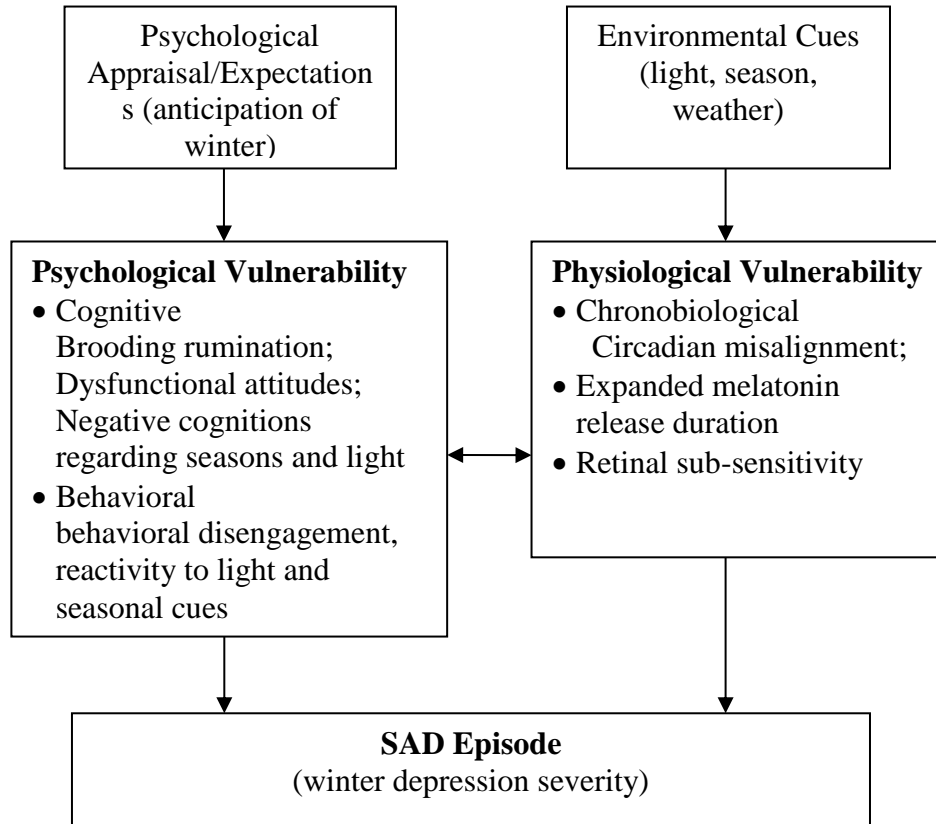 Psychological
Appraisal/Expectation
s (anticipation of
winter)
Environmental Cues
(light, season,
weather)
Psychological Vulnerability
• Cognitive
Brooding rumination;
Dysfunctional attitudes;
Negative cognitions
regarding seasons and light
• Behavioral
behavioral disengagement,
reactivity to light and
seasonal cues
Physiological Vulnerability
• Chronobiological
Circadian misalignment;
• Expanded melatonin
release duration
• Retinal sub-sensitivity
SAD Episode
(winter depression severity)